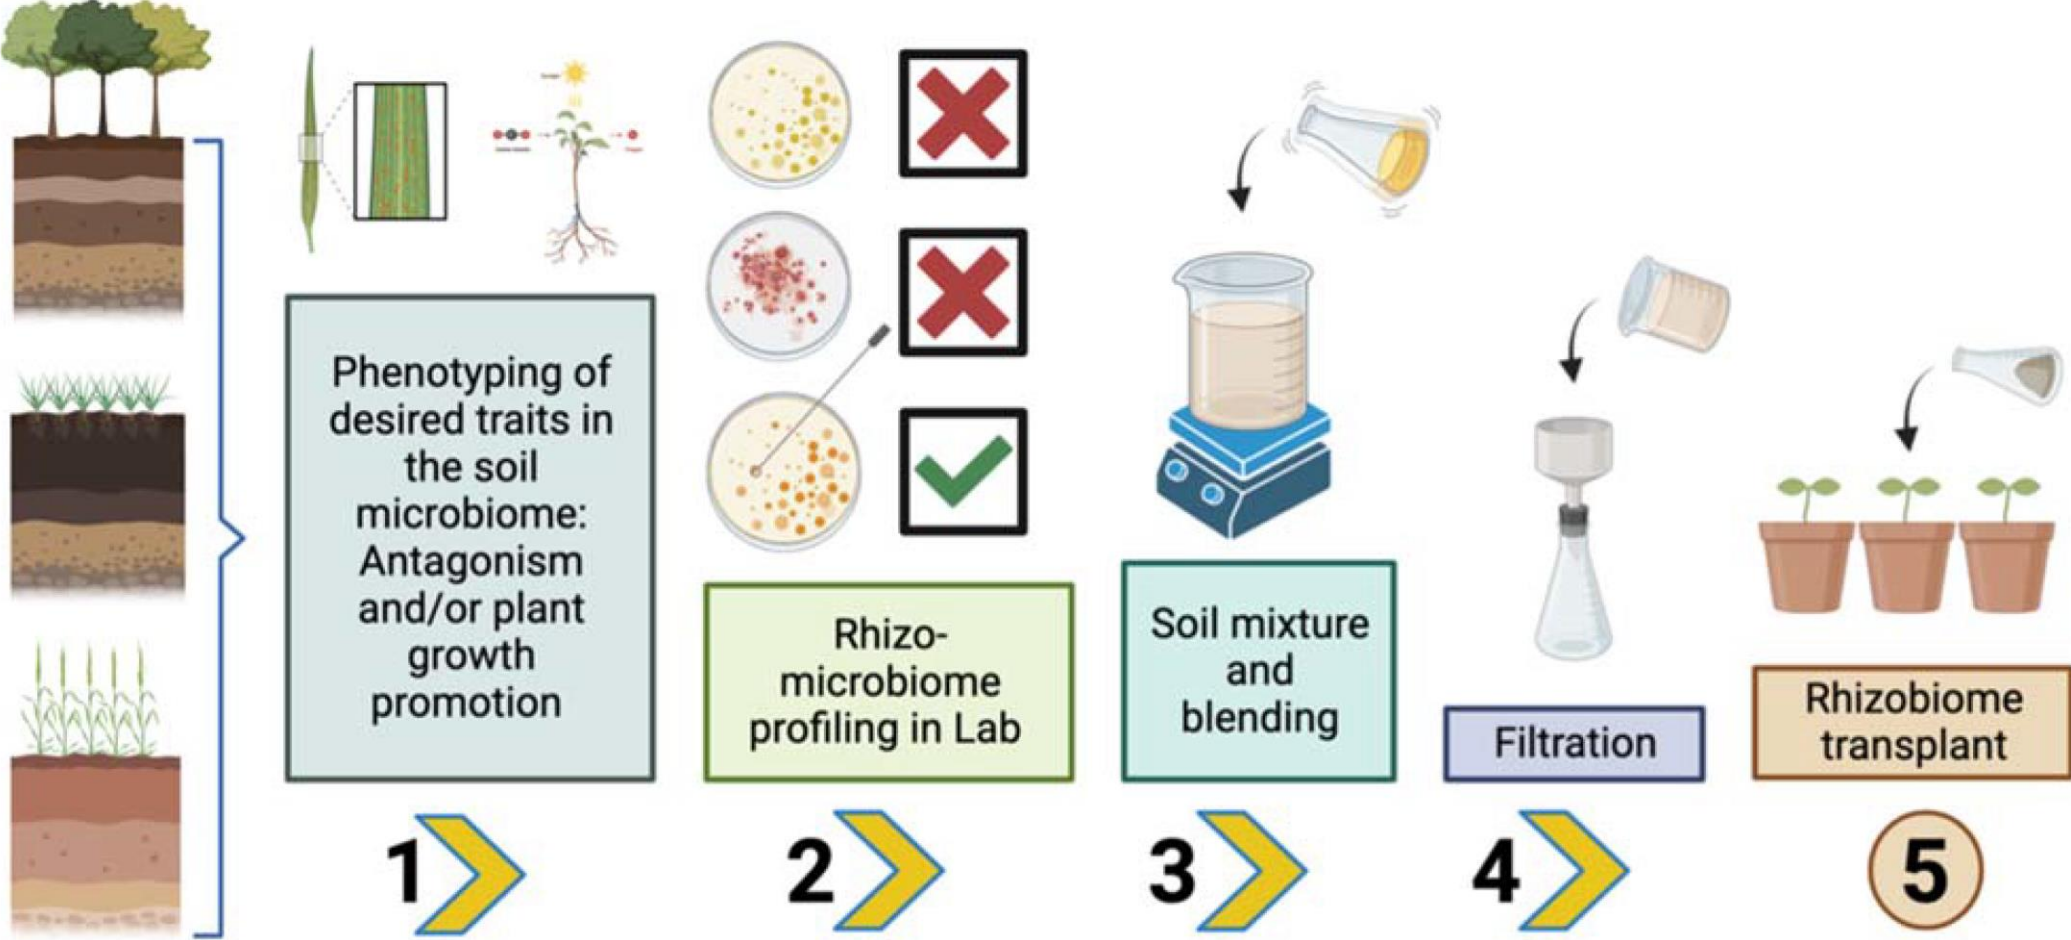 Phenotyping of
desired traits in
the soil
microbiome:
Antagonism
and/or plant
growth
promotion
Rhizo-
microbiome
profiling in Lab
Soil mixture
and
blending
Filtration
Rhizobiome
transplant
1
2
3
4
5